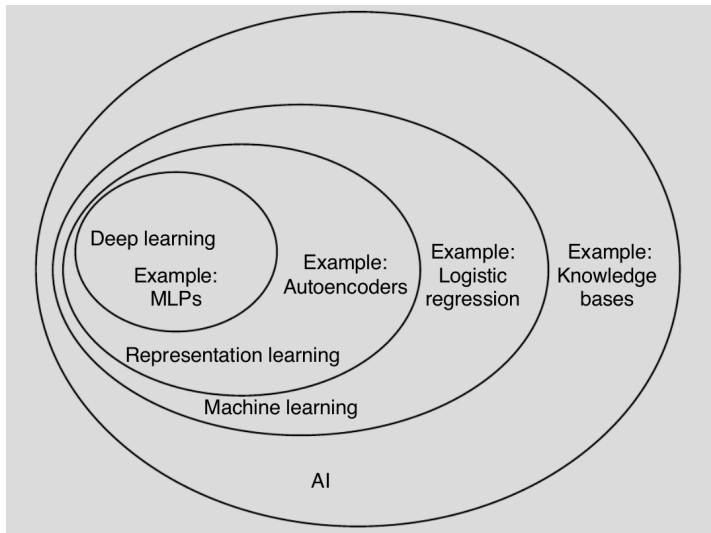 Deep learning
Example:
MLPs
Example:
Autoencoders
Example:
Logistic
regression
Example:
Knowledge
bases
Representation learning
Machine learning
AI